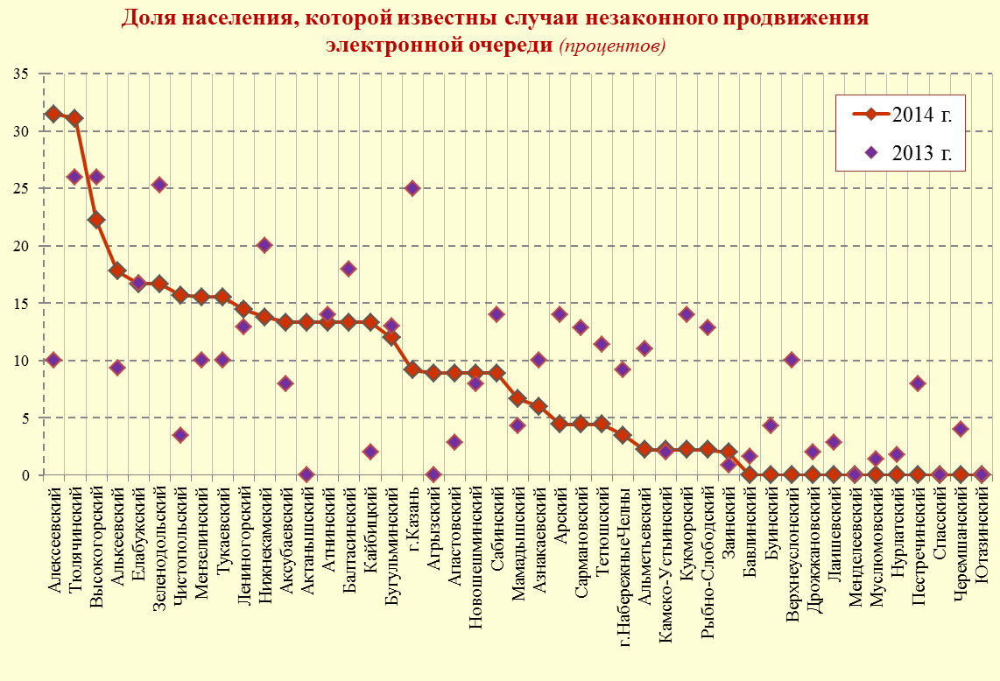 Доля населения, которой известны случаи незаконного продвижения
электронной очереди (процентов)
35
30
25
20
15
10
5
0
2014 г.
2013 г.
Алексеевский
Тюлячинский
Высокогорский
Алькеевский
Елабужский
Зеленодольский
Чистопольский
Мензелинский
Тукаевский
Лениногорский
Нижнекамский
Аксубаевский
Актанышский
Атнинский
Балтасинский
Кайбицкий
Бугульминский
г.Казань
Агрызский
Апастовский
Новошешминский
Сабинский
Мамадышский
Азнакаевский
Арский
Сармановский
Тетюшский
г.НабережныеЧелны
Альметьевский
Камско-Устьинский
Кукморский
Рыбно-Слободский
Заинский
Бавлинский
Буинский
Верхнеуслонский
Дрожжановский
Лаишевский
Менделеевский
Муслюмовский
Нурлатский
Пестречинский
Спасский
Черемшанский
Ютазинский